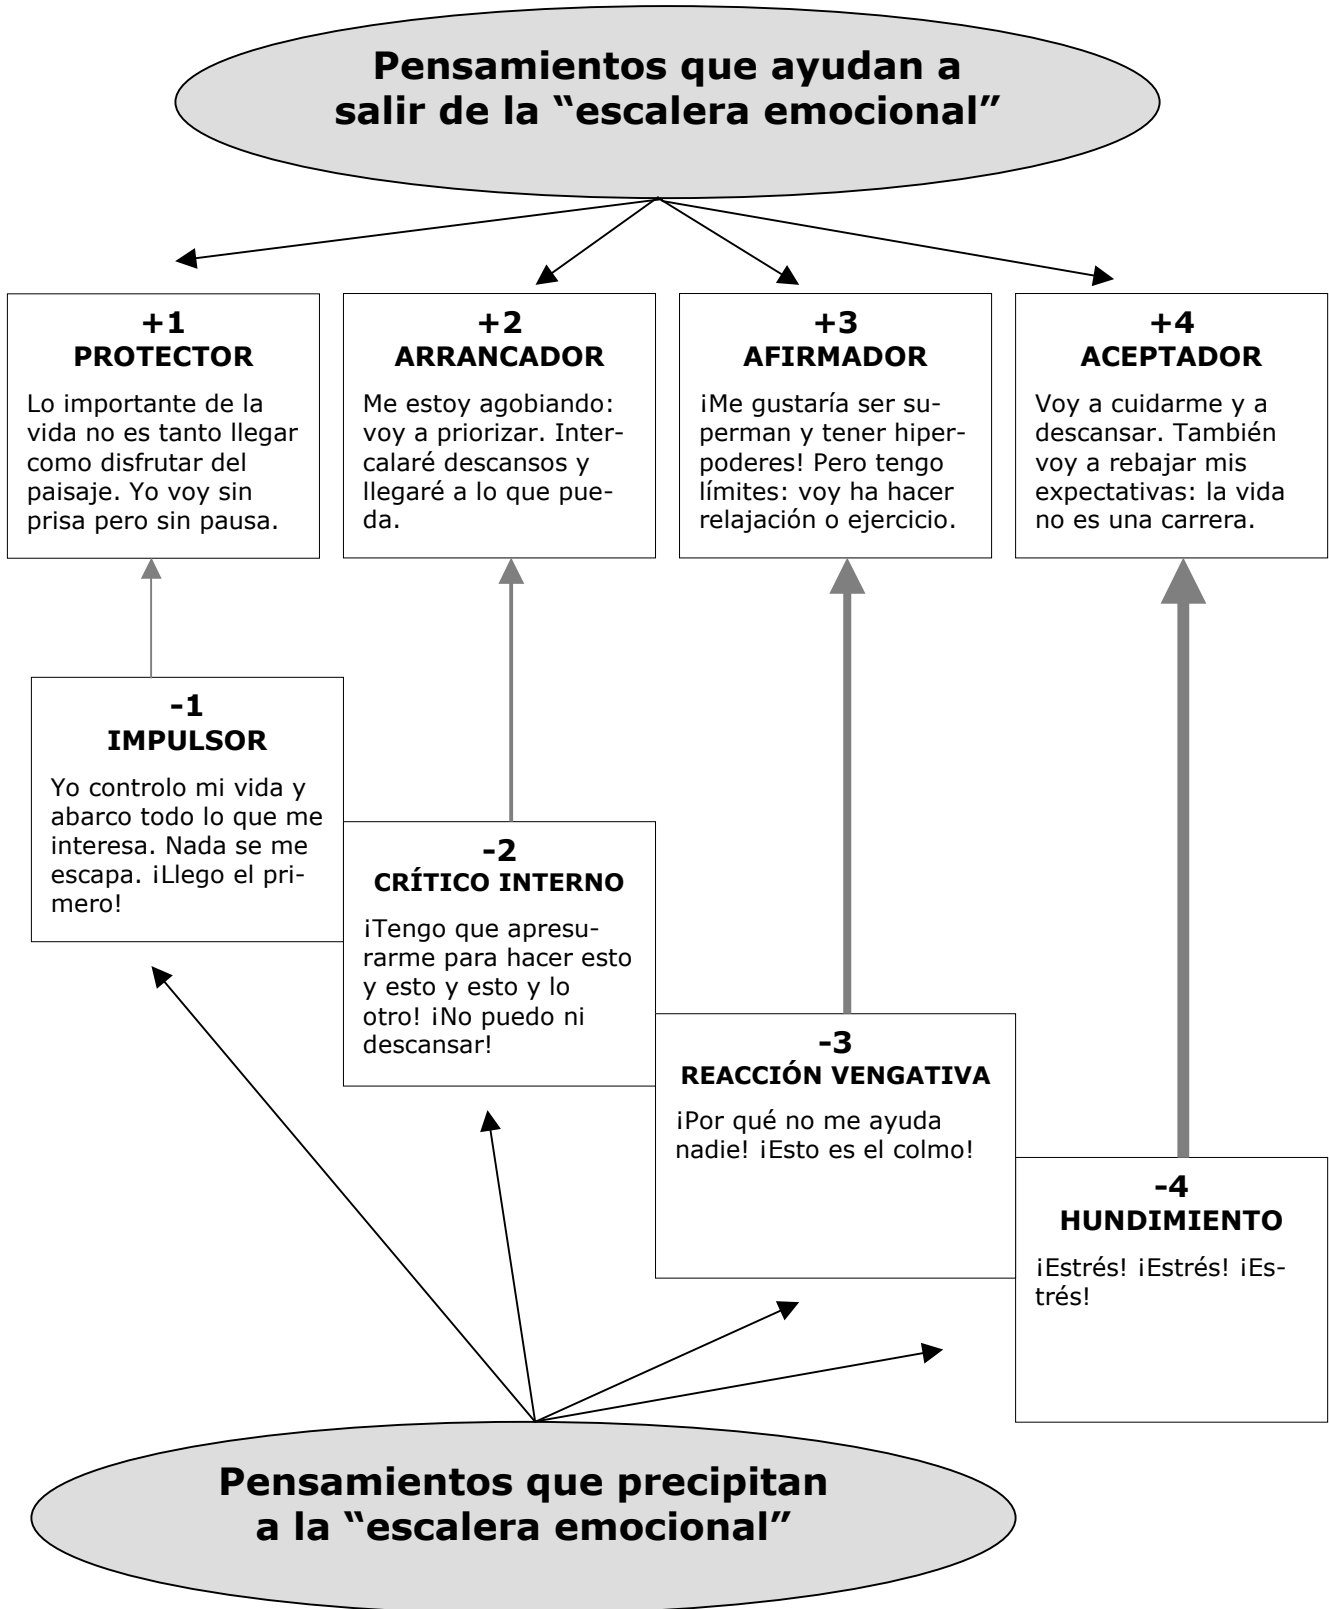 Pensamientos que ayudan a
salir de la “escalera emocional”
+1
PROTECTOR
Lo importante de la
vida no es tanto llegar
como disfrutar del
paisaje. Yo voy sin
prisa pero sin pausa.
+2
ARRANCADOR
Me estoy agobiando:
voy a priorizar. Inter-
calaré descansos y
llegaré a lo que pue-
da.
+3
AFIRMADOR
¡Me gustaría ser su-
perman y tener hiper-
poderes! Pero tengo
límites: voy ha hacer
relajación o ejercicio.
+4
ACEPTADOR
Voy a cuidarme y a
descansar. También
voy a rebajar mis
expectativas: la vida
no es una carrera.
-1
IMPULSOR
Yo controlo mi vida y
abarco todo lo que me
interesa. Nada se me
escapa. ¡Llego el pri-
mero!
-2
CRÍTICO INTERNO
¡Tengo que apresu-
rarme para hacer esto
y esto y esto y lo
otro! ¡No puedo ni
descansar!
-3
REACCIÓN VENGATIVA
¡Por qué no me ayuda
nadie! ¡Esto es el colmo!
-4
HUNDIMIENTO
¡Estrés! ¡Estrés! ¡Es-
trés!
Pensamientos que precipitan
a la “escalera emocional”